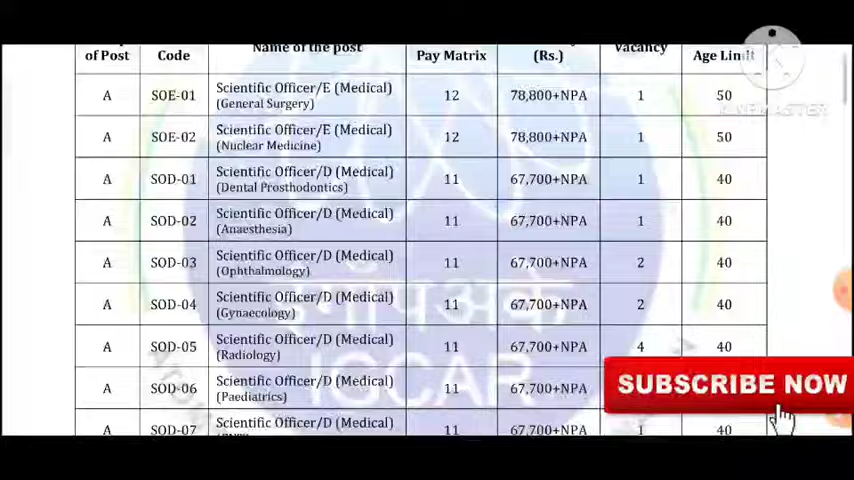 Name of the post
Vacancy
of Post Code Pay Matrix (Rs.) Age Limit
A SOE-01 Scientific Officer/E (Medical) 12 78,800+NPA 1 50
(General Surgery)
KINEMASTER
A SOE-02 Scientific Officer/E (Medical) 12 78,800+NPA 1 50
(Nuclear Medicine)
A SOD-01 Scientific Officer/D (Medical) 11 67,700+NPA 1 40
(Dental Prosthodontics)
A SOD-02 Scientific Officer/D (Medical) 11 67,700+NPA 1 40
(Anaesthesia)
A SOD-03 Scientific Officer/D (Medical) 11 67,700+NPA 2 40
(Ophthalmology)
A SOD-04 Scientific Officer/D (Medical) 11 67,700+NPA 2 40
(Gynaecology)
इंगांपअकें
A SOD-05 Scientific Officer/D (Medical) 11 67,700+NPA 4 40
(Radiology)
IGCAR
A SOD-06 Scientific Officer/D (Medical) 11 67,700+NPA
(Paediatrics)
SUBSCRIBE NOW
A SOD-07 Scientific Officer/D (Medical) 11 67,700+NPA 1 40